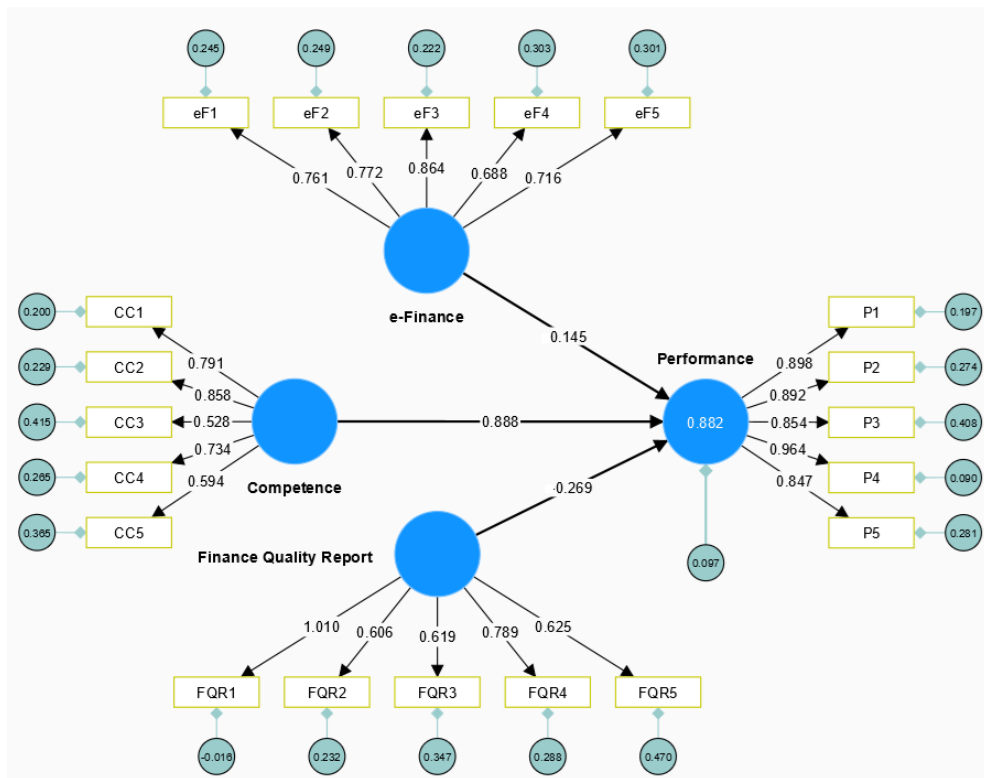 0.245 0.249 0.222 0.303 0.301
eF1 eF2 eF3 eF4 eF5
0.761 0.772 0.864 0.688 0.716
e-Finance
0.145
0.200 CC1
0.229 CC2
0.415 CC3
0.265 CC4
0.365 CC5
0.791
0.858
0.528
0.734
0.594
Competence
0.888
Performance
0.882
0.097
0.898
0.892
0.854
0.964
0.847
P1 0.197
P2 0.274
P3 0.408
P4 0.090
P5 0.281
-0.269
Finance Quality Report
1.010 0.606 0.619 0.789 0.625
FQR1 FQR2 FQR3 FQR4 FQR5
-0.016 0.232 0.347 0.288 0.470